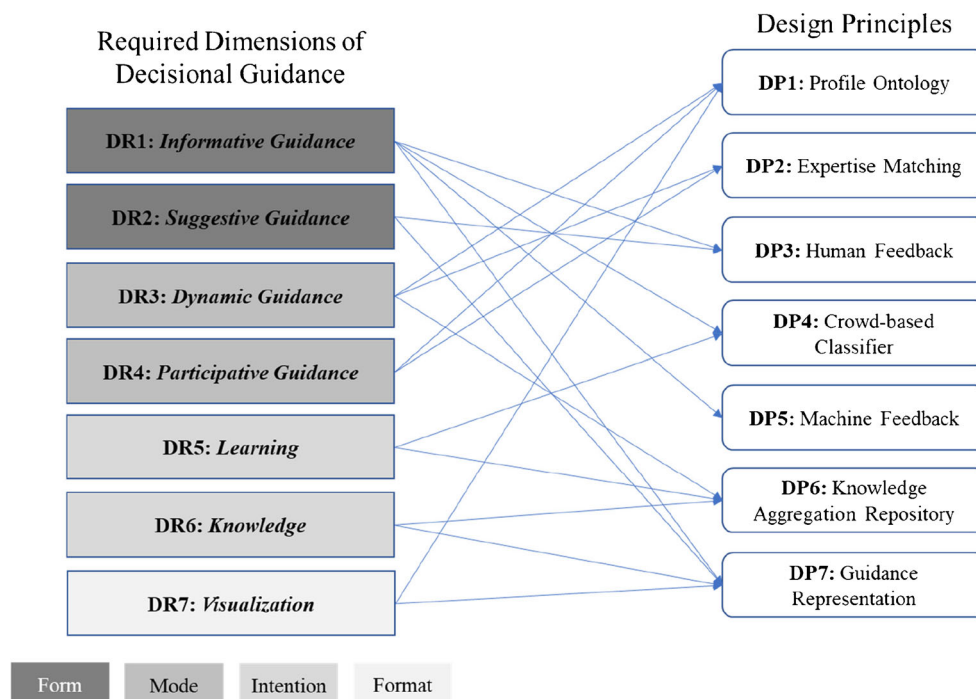 Required Dimensions of
Decisional Guidance
DR1: Informative Guidance
DR2: Suggestive Guidance
DR3: Dynamic Guidance
DR4: Participative Guidance
DR5: Learning
DR6: Knowledge
DR7: Visualization
Design Principles
DP1: Profile Ontology
DP2: Expertise Matching
DP3: Human Feedback
DP4: Crowd-based
Classifier
DP5: Machine Feedback
DP6: Knowledge
Aggregation Repository
DP7: Guidance
Representation
Form
Mode
Intention
Format